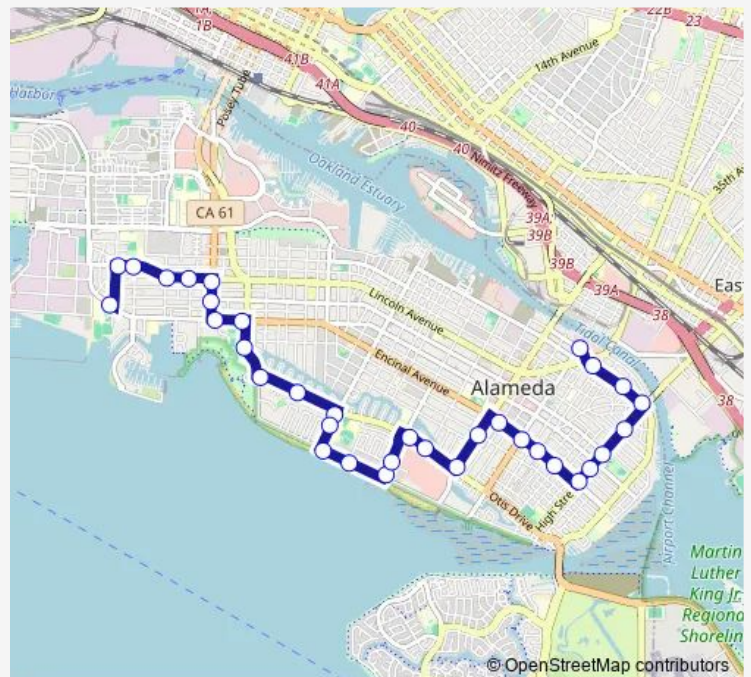 1A
1B
22B
23
41B
41A
14th Avenue
Harbor
Posey Tube
40
40
Nimitz Freeway
Oakland Estuary
35th A
CA 61
39A
39B
39B
39A
Eas
38
Lincoln Avenue
Tidal Canal
Encinal Avenue
Alameda
38
Otis Drive
High Stre
Airport Channel
Martin
Luther
King Jr.
Regiona
Shorelin
© OpenStreetMap contributors